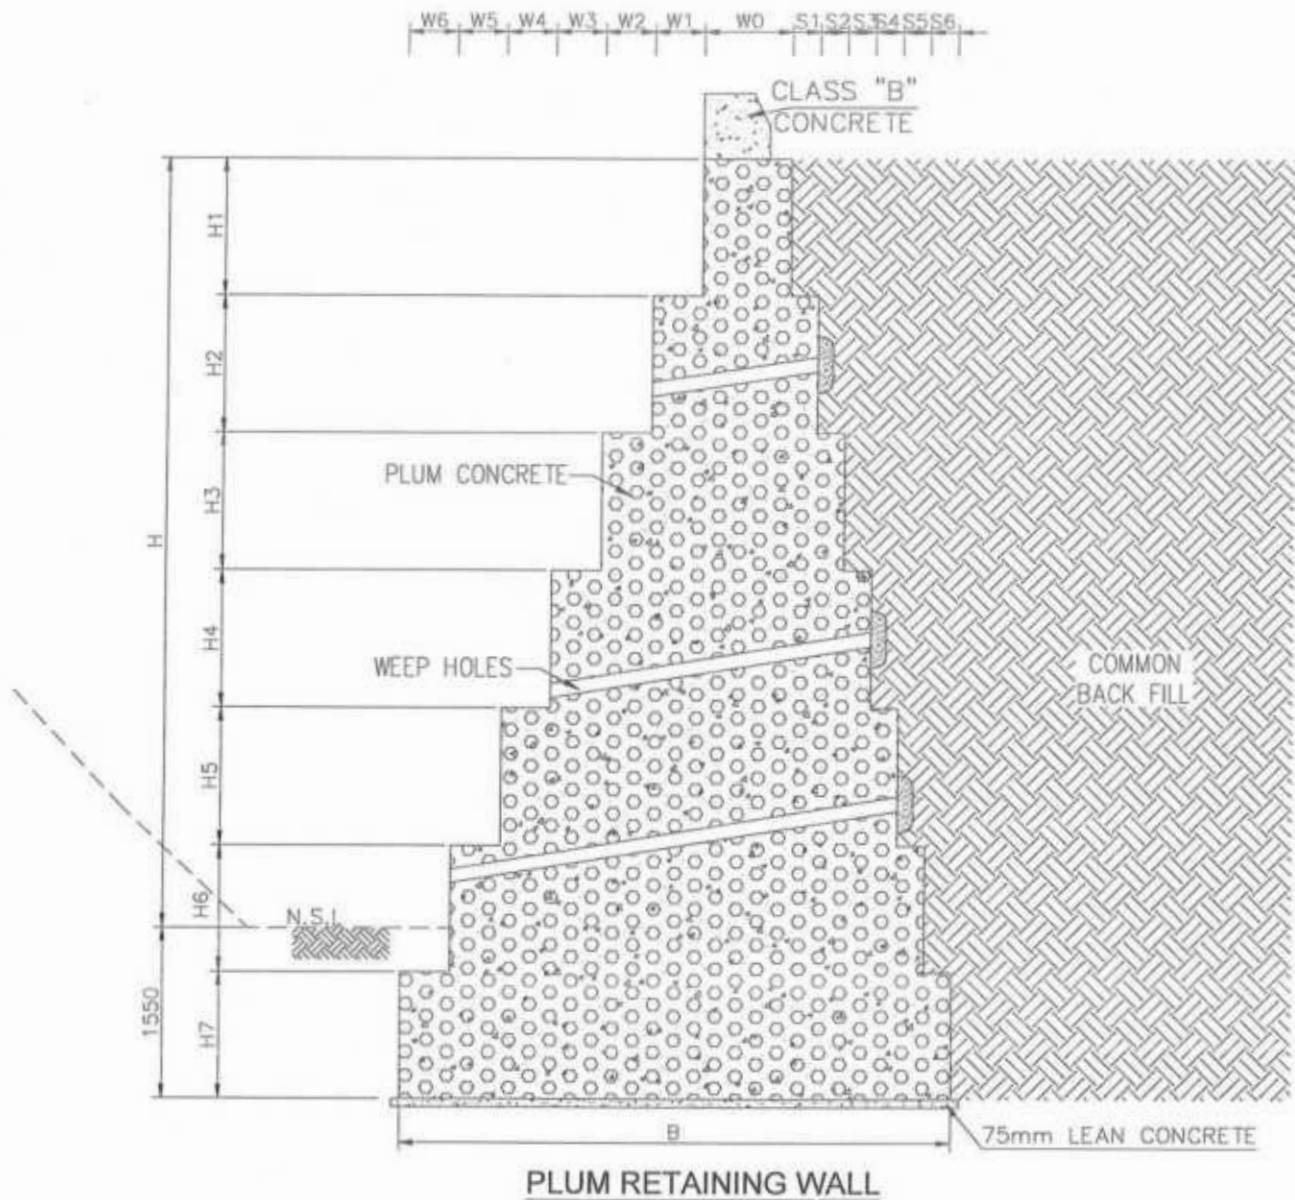 W6 W5 W4 W3 W2 W1 W0 S1 S2 S3 S4 S5 S6
CLASS "B"
CONCRETE
H1
H2
PLUM CONCRETE
H3
H
H4
WEEP HOLES
COMMON
BACK FILL
H5
H6
N.S.L
1550
H7
B
75mm LEAN CONCRETE
PLUM RETAINING WALL